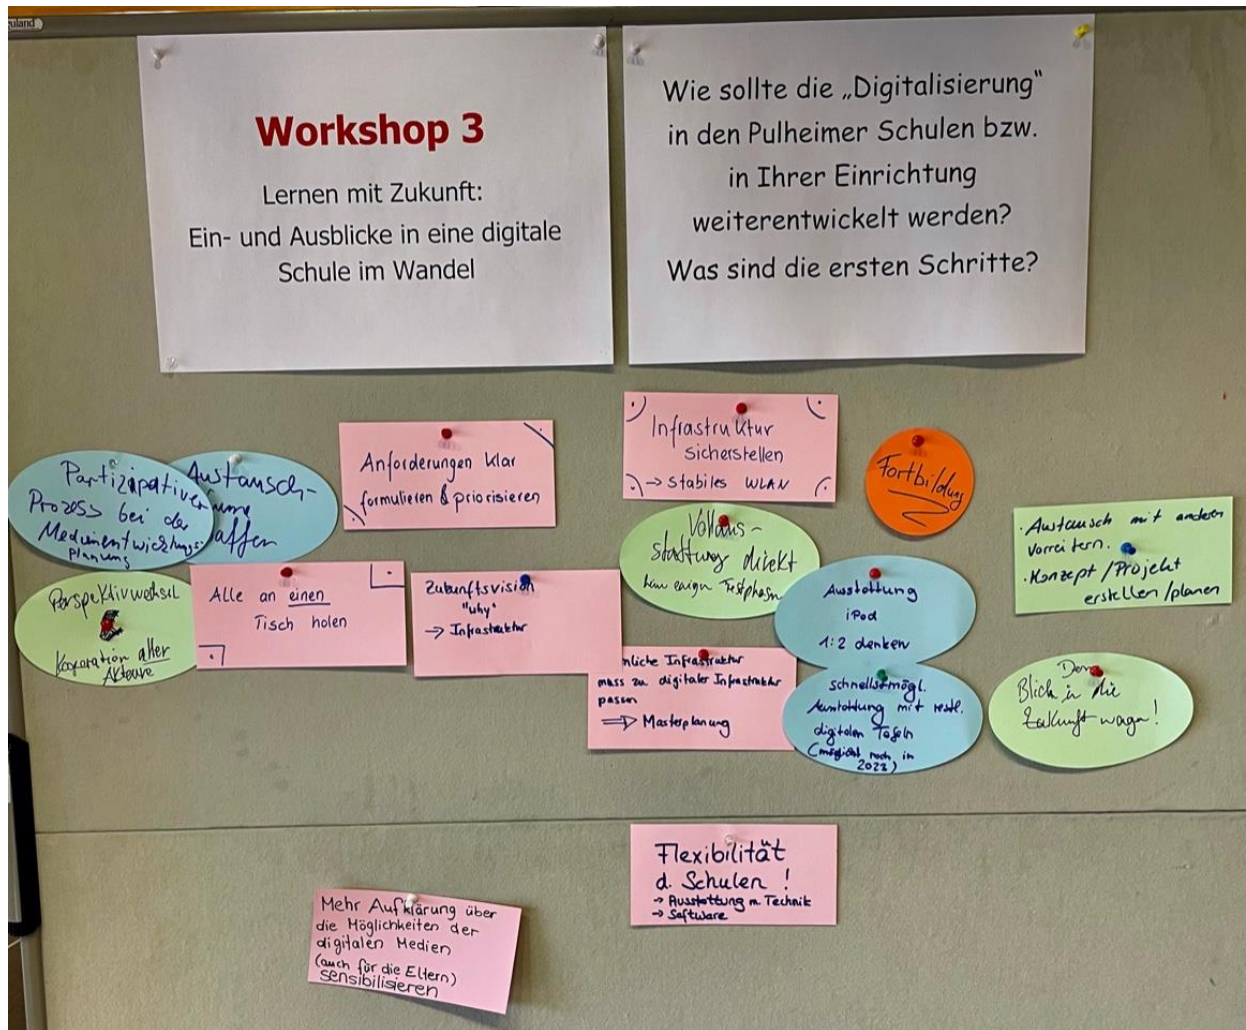 Workshop 3
Lernen mit Zukunft:
Ein- und Ausblicke in eine digitale
Schule im Wandel
Wie sollte die „Digitalisierung“
in den Pulheimer Schulen bzw.
in Ihrer Einrichtung
weiterentwickelt werden?
Was sind die ersten Schritte?
Partizipativer
Prozess bei der
Medienentwicklungs-
planung
Austausch-
Perspektivwechsel
Kooperation aller
Akteure
Anforderungen klar
formulieren & priorisieren
Alle an einen
Tisch holen
Zukunftsvision
"why"
→ Infrastruktur
Infrastruktur
sicherstellen
→ stabiles WLAN
Vollaus-
stattung direkt
Infrastruktur
muss zu digitaler Infrastruktur
passen
⇒ Masterplanung
Fortbildung
Ausstattung
iPad
1:2 denken
schnellstmögl.
Ausstattung mit restl.
digitalen Tafeln
(möglichst noch in
· Austausch mit anderen
Vorreitern.
· Konzept/Projekt
erstellen/planen
Den
Blick in die
Zukunft wagen!
Flexibilität
d. Schulen !
→ Ausstattung m. Technik
→ Software
Mehr Aufklärung über
die Möglichkeiten der
digitalen Medien
(auch für die Eltern)
sensibilisieren